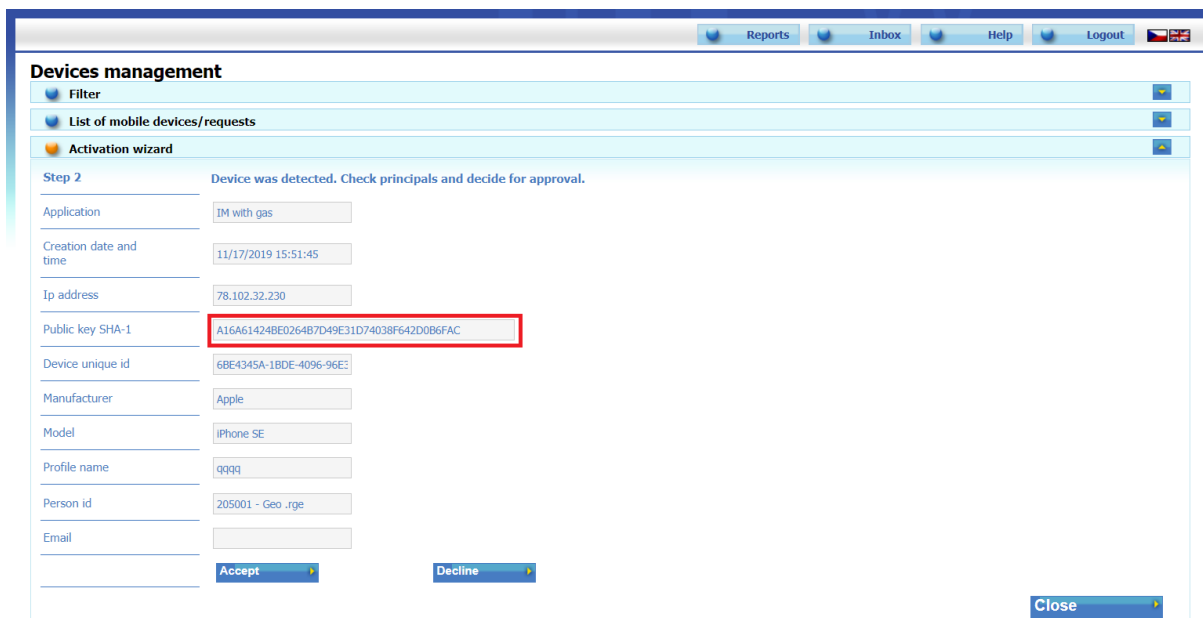 Reports Inbox Help Logout
Devices management
Filter
List of mobile devices/requests
Activation wizard
Step 2 Device was detected. Check principals and decide for approval.
Application IM with gas
Creation date and
time 11/17/2019 15:51:45
Ip address 78.102.32.230
Public key SHA-1 A16A61424BE0264B7D49E31D74038F642D0B6FAC
Device unique id 6BE4345A-1BDE-4096-96E3
Manufacturer Apple
Model iPhone SE
Profile name qqqq
Person id 205001 - Geo .rge
Email
Accept Decline
Close